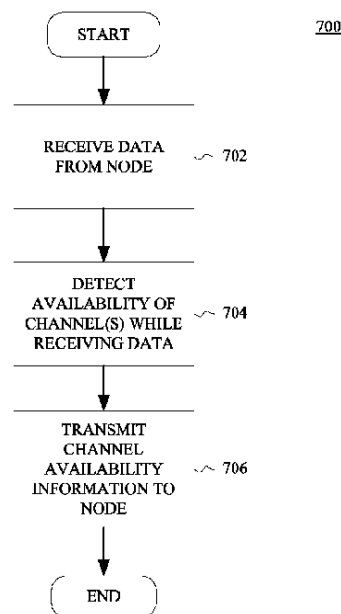 START
700
RECEIVE DATA
FROM NODE
702
DETECT
AVAILABILITY OF
CHANNEL(S) WHILE
RECEIVING DATA
704
TRANSMIT
CHANNEL
AVAILABILITY
INFORMATION TO
NODE
706
END